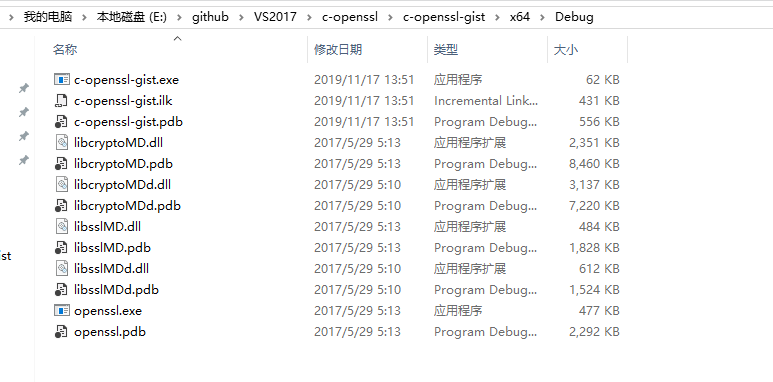 › 我的电脑 › 本地磁盘 (E:) › github › VS2017 › c-openssl › c-openssl-gist › x64 › Debug
名称 修改日期 类型 大小
c-openssl-gist.exe 2019/11/17 13:51 应用程序 62 KB
c-openssl-gist.ilk 2019/11/17 13:51 Incremental Link... 431 KB
c-openssl-gist.pdb 2019/11/17 13:51 Program Debug... 556 KB
libcryptoMD.dll 2017/5/29 5:13 应用程序扩展 2,351 KB
libcryptoMD.pdb 2017/5/29 5:13 Program Debug... 8,460 KB
libcryptoMDd.dll 2017/5/29 5:10 应用程序扩展 3,137 KB
libcryptoMDd.pdb 2017/5/29 5:10 Program Debug... 7,220 KB
libsslMD.dll 2017/5/29 5:13 应用程序扩展 484 KB
libsslMD.pdb 2017/5/29 5:13 Program Debug... 1,828 KB
ist
libsslMDd.dll 2017/5/29 5:10 应用程序扩展 612 KB
libsslMDd.pdb 2017/5/29 5:10 Program Debug... 1,524 KB
openssl.exe 2017/5/29 5:13 应用程序 477 KB
openssl.pdb 2017/5/29 5:13 Program Debug... 2,292 KB